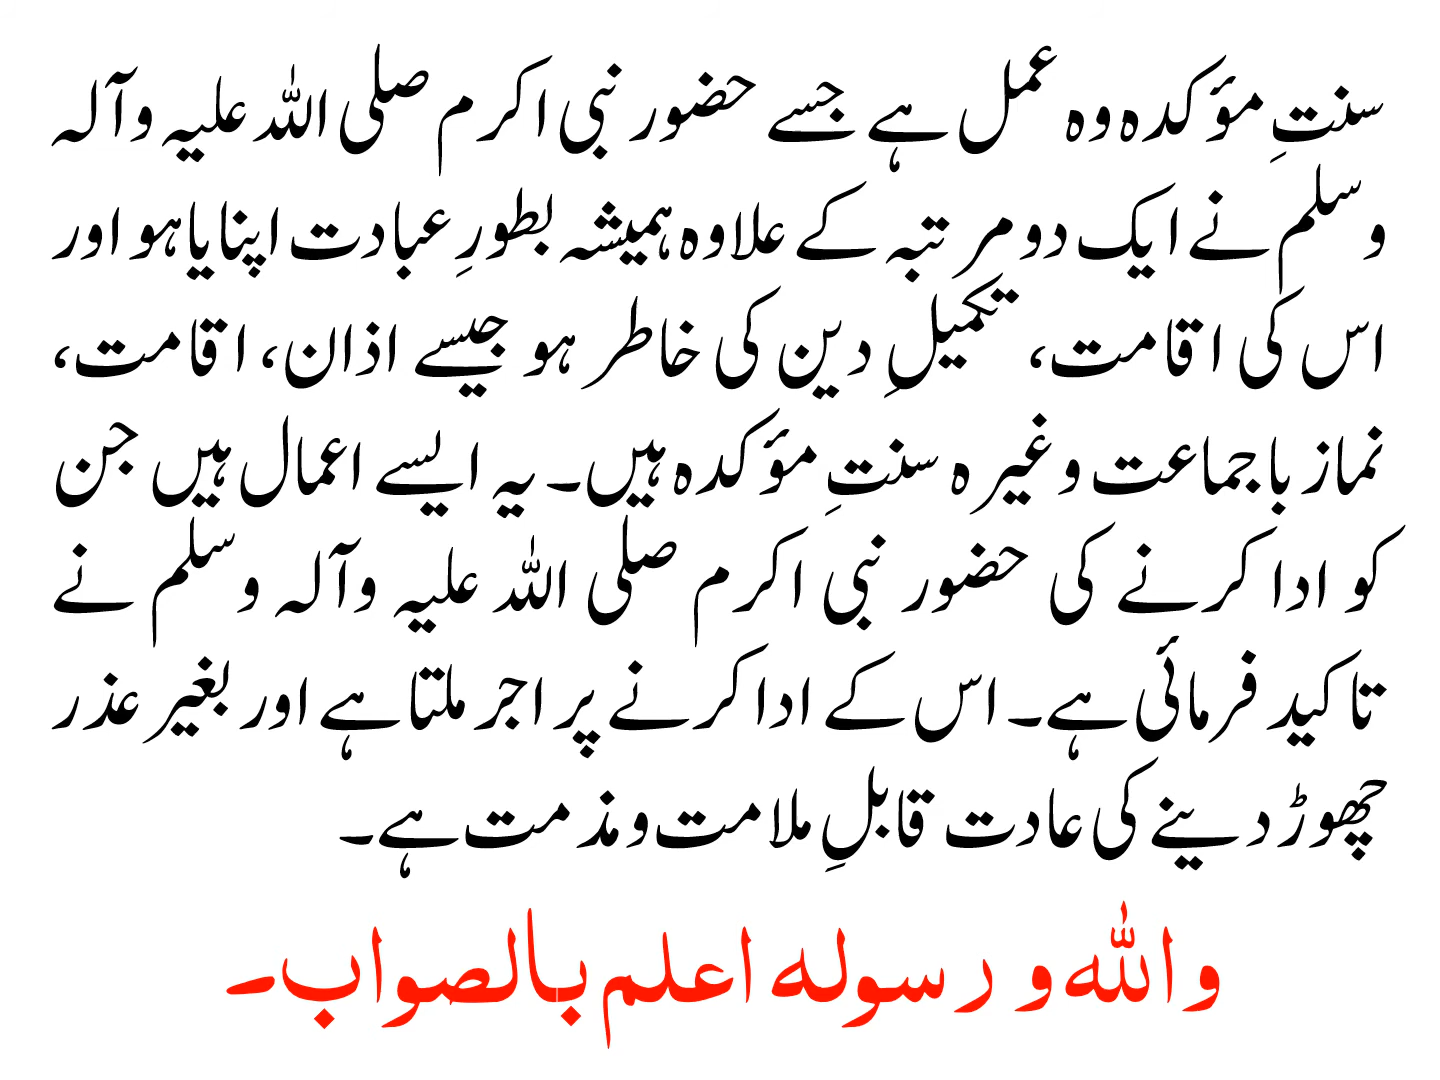 سنتِ مؤکدہ وہ عمل ہے جسے حضور نبی اکرم صلی اللہ علیہ وآلہ
وسلم نے ایک دو مرتبہ کے علاوہ ہمیشہ بطورِ عبادت اپنایا ہو اور
اس کی اقامت، تکمیلِ دین کی خاطر ہو جیسے اذان، اقامت،
نماز باجماعت وغیرہ سنتِ مؤکدہ ہیں۔ یہ ایسے اعمال ہیں جن
کو ادا کرنے کی حضور نبی اکرم صلی اللہ علیہ وآلہ وسلم نے
تاکید فرمائی ہے۔ اس کے ادا کرنے پر اجر ملتا ہے اور بغیر عذر
چھوڑ دینے کی عادت قابلِ ملامت و مذمت ہے۔
واللہ و رسولہ اعلم بالصواب۔